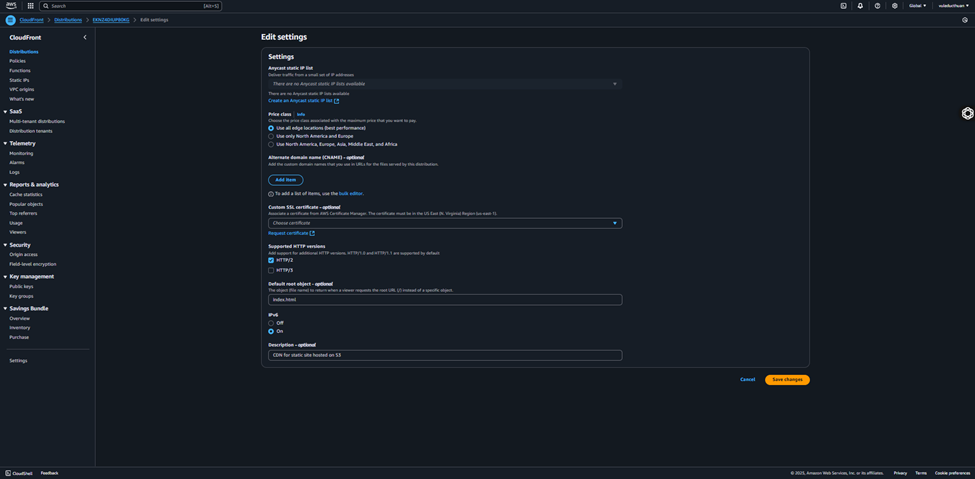 aws
Search [Alt+S]
Global
CloudFront > Distributions > > Edit settings
CloudFront
Distributions
Policies
Functions
Static IPs
VPC origins
What's new
SaaS
Multi-tenant distributions
Distribution tenants
Telemetry
Monitoring
Alarms
Logs
Reports & analytics
Cache statistics
Popular objects
Top referrers
Usage
Viewers
Security
Origin access
Field-level encryption
Key management
Public keys
Key groups
Savings Bundle
Overview
Inventory
Purchase
Settings
Edit settings
Settings
Anycast static IP list
Deliver traffic from a small set of IP addresses
There are no Anycast static IP lists available
There are no Anycast static IP lists available
Create an Anycast static IP list
Price class | Info
Choose the price class associated with the maximum price that you want to pay.
Use all edge locations (best performance)
Use only North America and Europe
Use North America, Europe, Asia, Middle East, and Africa
Alternate domain name (CNAME) - optional
Add the custom domain names that you use in URLs for the files served by this distribution.
Add item
To add a list of items, use the bulk editor.
Custom SSL certificate - optional
Associate a certificate from AWS Certificate Manager. The certificate must be in the US East (N. Virginia) Region (us-east-1).
Choose certificate
Request certificate
Supported HTTP versions
Add support for additional HTTP versions. HTTP/1.0 and HTTP/1.1 are supported by default.
HTTP/2
HTTP/3
Default root object - optional
The object (file name) to return when a viewer requests the root URL (/) instead of a specific object.
index.html
IPv6
Off
On
Description - optional
CDN for static site hosted on S3
Cancel
Save changes
CloudShell Feedback
© 2025, Amazon Web Services, Inc. or its affiliates. Privacy Terms Cookie preferences